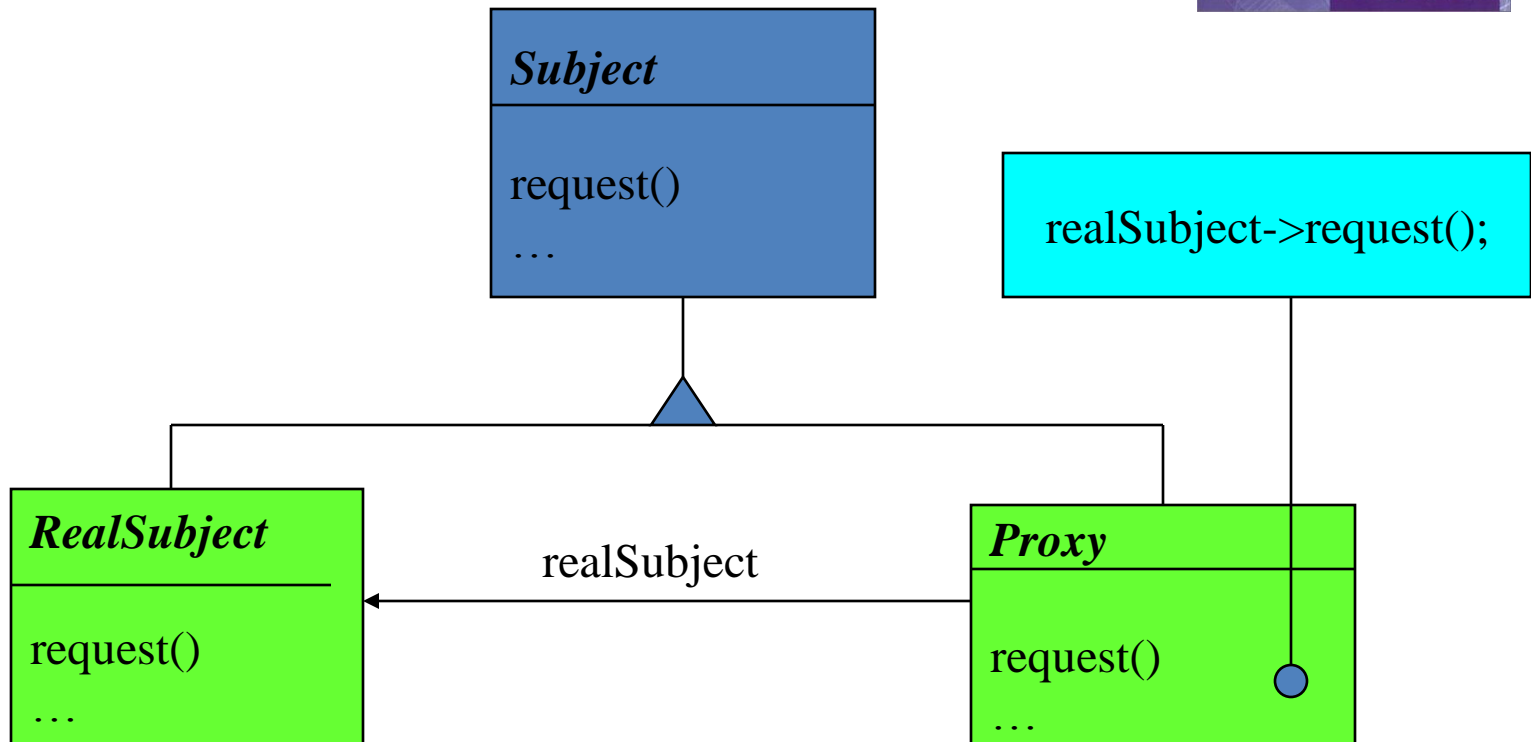 Subject
request()
…
realSubject->request();
RealSubject
request()
…
realSubject
Proxy
request()
…